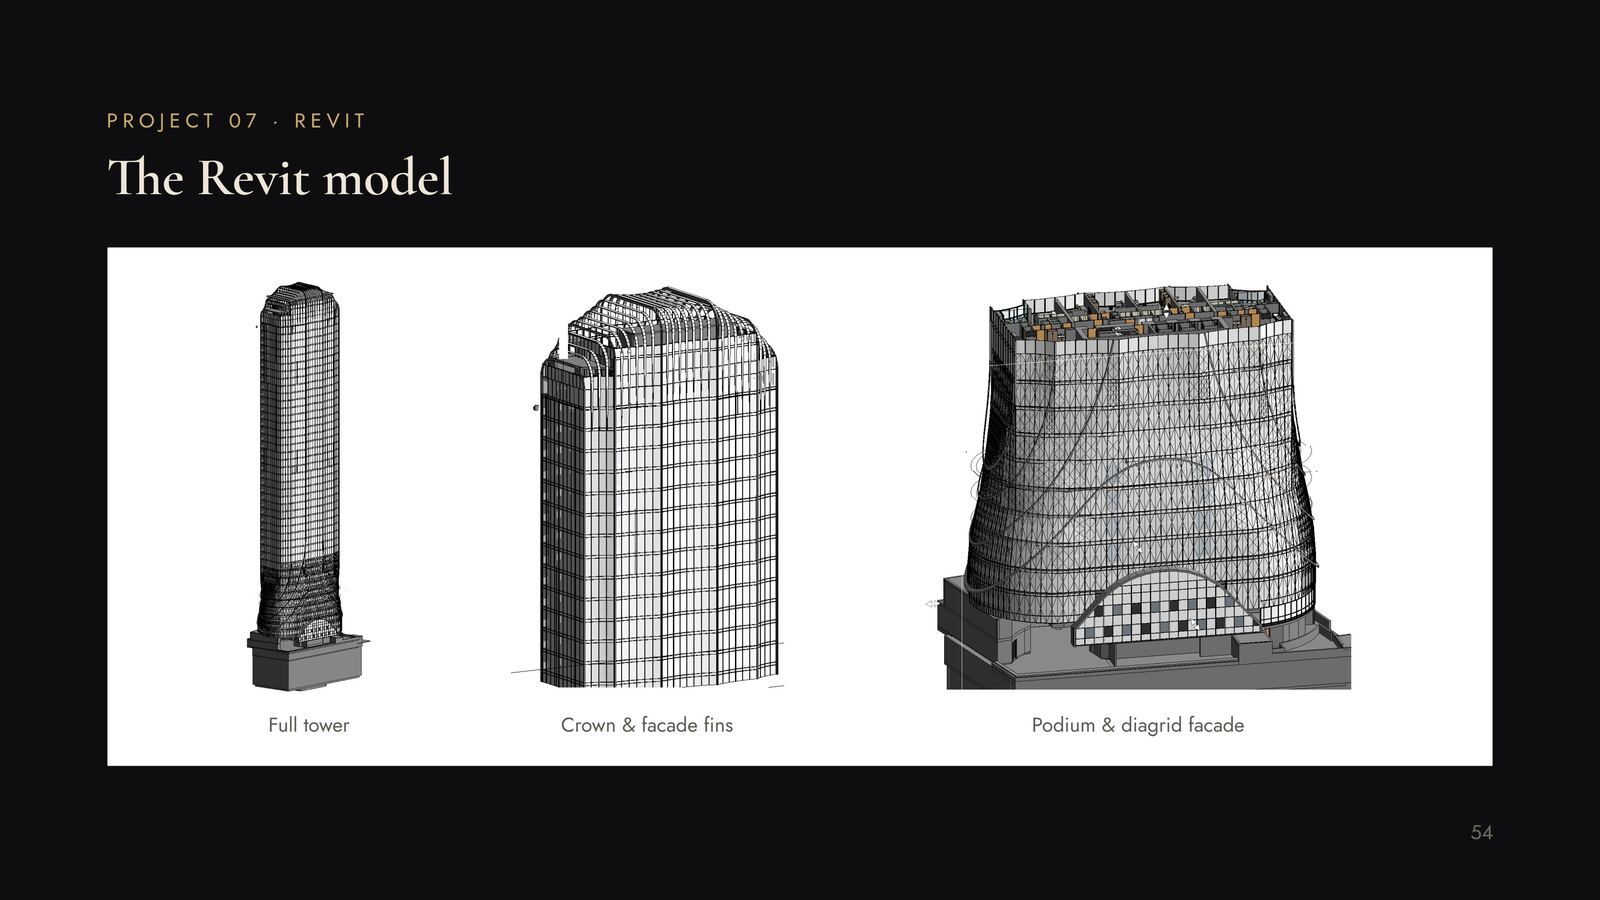 PROJECT 07 · REVIT
The Revit model
Full tower
Crown & facade fins
Podium & diagrid facade
54